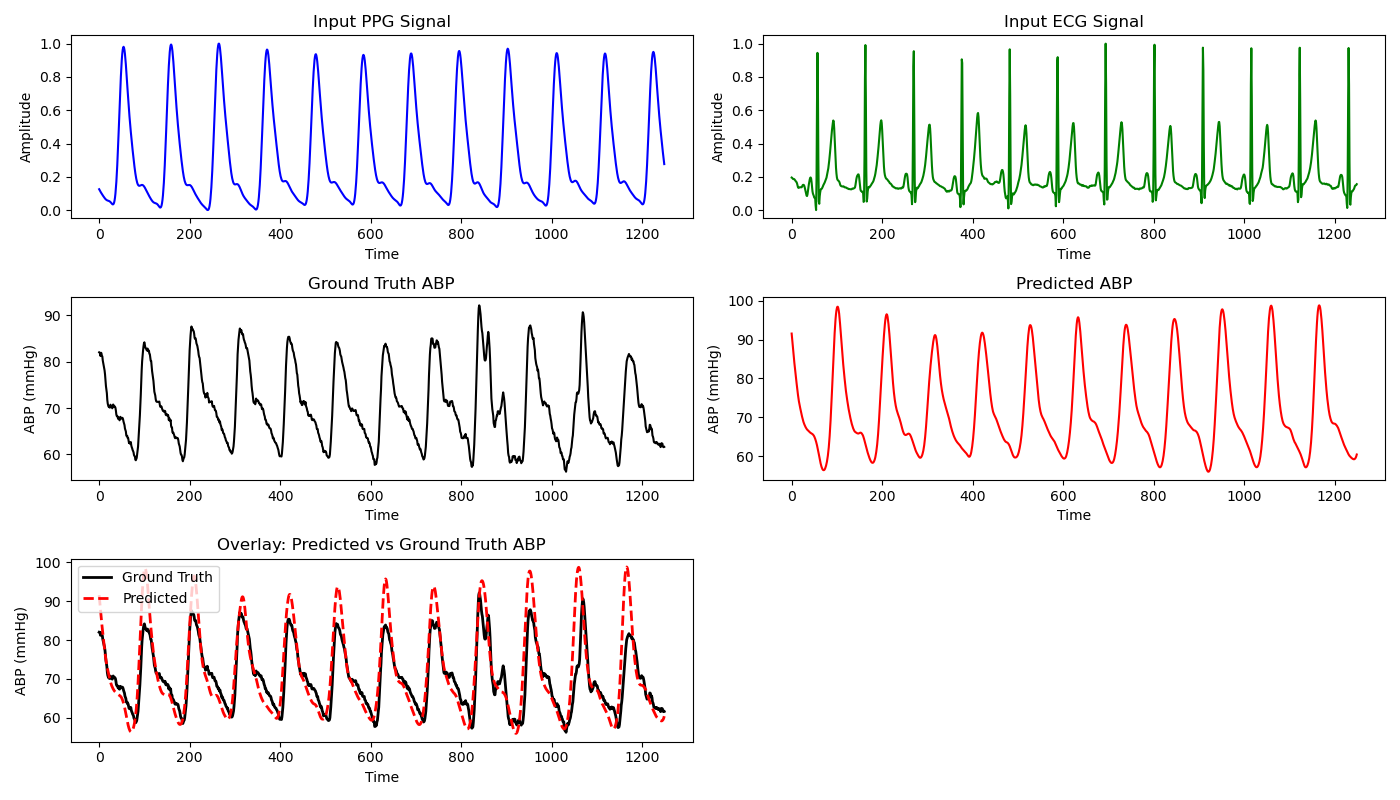 Input PPG Signal
Amplitude
1.0
0.8
0.6
0.4
0.2
0.0
0 200 400 600 800 1000 1200
Time
Input ECG Signal
Amplitude
1.0
0.8
0.6
0.4
0.2
0.0
0 200 400 600 800 1000 1200
Time
Ground Truth ABP
ABP (mmHg)
90
80
70
60
0 200 400 600 800 1000 1200
Time
Predicted ABP
ABP (mmHg)
100
90
80
70
60
0 200 400 600 800 1000 1200
Time
Overlay: Predicted vs Ground Truth ABP
ABP (mmHg)
100
90
80
70
60
Ground Truth
Predicted
0 200 400 600 800 1000 1200
Time